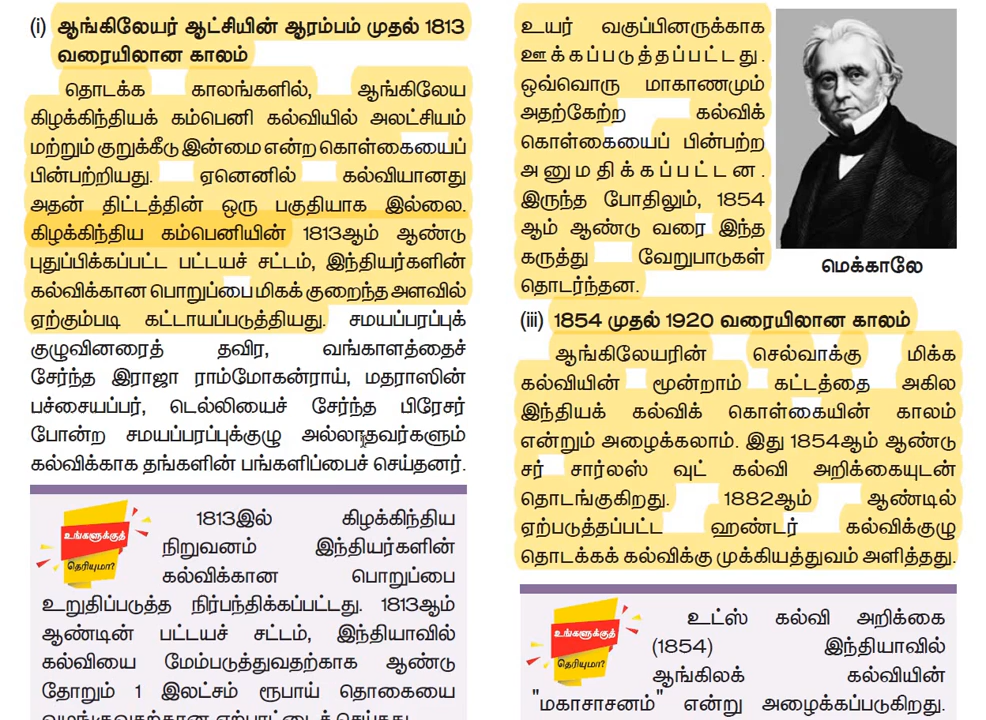 (i) ஆங்கிலேயர் ஆட்சியின் ஆரம்பம் முதல் 1813
வரையிலான காலம்
தொடக்க காலங்களில், ஆங்கிலேய
கிழக்கிந்தியக் கம்பெனி கல்வியில் அலட்சியம்
மற்றும் குறுக்கீடு இன்மை என்ற கொள்கையைப்
பின்பற்றியது. ஏனெனில் கல்வியானது
அதன் திட்டத்தின் ஒரு பகுதியாக இல்லை.
கிழக்கிந்திய கம்பெனியின் 1813ஆம் ஆண்டு
புதுப்பிக்கப்பட்ட பட்டயச் சட்டம், இந்தியர்களின்
கல்விக்கான பொறுப்பை மிகக் குறைந்த அளவில்
ஏற்கும்படி கட்டாயப்படுத்தியது. சமயப்பரப்புக்
குழுவினரைத் தவிர, வங்காளத்தைச்
சேர்ந்த இராஜா ராம்மோகன்ராய், மதராஸின்
பச்சையப்பர், டெல்லியைச் சேர்ந்த பிரேசர்
போன்ற சமயப்பரப்புக்குழு அல்லாதவர்களும்
கல்விக்காக தங்களின் பங்களிப்பைச் செய்தனர்.
உங்களுக்குத்
தெரியுமா?
1813இல் கிழக்கிந்திய
நிறுவனம் இந்தியர்களின்
கல்விக்கான பொறுப்பை
உறுதிப்படுத்த நிர்பந்திக்கப்பட்டது. 1813ஆம்
ஆண்டின் பட்டயச் சட்டம், இந்தியாவில்
கல்வியை மேம்படுத்துவதற்காக ஆண்டு
தோறும் 1 இலட்சம் ரூபாய் தொகையை
உயர் வகுப்பினருக்காக
ஊக்கப்படுத்தப்பட்டது.
ஒவ்வொரு மாகாணமும்
அதற்கேற்ற கல்விக்
கொள்கையைப் பின்பற்ற
அனுமதிக்கப்பட்டன.
இருந்த போதிலும், 1854
ஆம் ஆண்டு வரை இந்த
கருத்து வேறுபாடுகள்
தொடர்ந்தன.
மெக்காலே
(iii) 1854 முதல் 1920 வரையிலான காலம்
ஆங்கிலேயரின் செல்வாக்கு மிக்க
கல்வியின் மூன்றாம் கட்டத்தை அகில
இந்தியக் கல்விக் கொள்கையின் காலம்
என்றும் அழைக்கலாம். இது 1854ஆம் ஆண்டு
சர் சார்லஸ் வுட் கல்வி அறிக்கையுடன்
தொடங்குகிறது. 1882ஆம் ஆண்டில்
ஏற்படுத்தப்பட்ட ஹண்டர் கல்விக்குழு
தொடக்கக் கல்விக்கு முக்கியத்துவம் அளித்தது.
உங்களுக்குத்
தெரியுமா?
உட்ஸ் கல்வி அறிக்கை
(1854) இந்தியாவில்
ஆங்கிலக் கல்வியின்
"மகாசாசனம்" என்று அழைக்கப்படுகிறது.